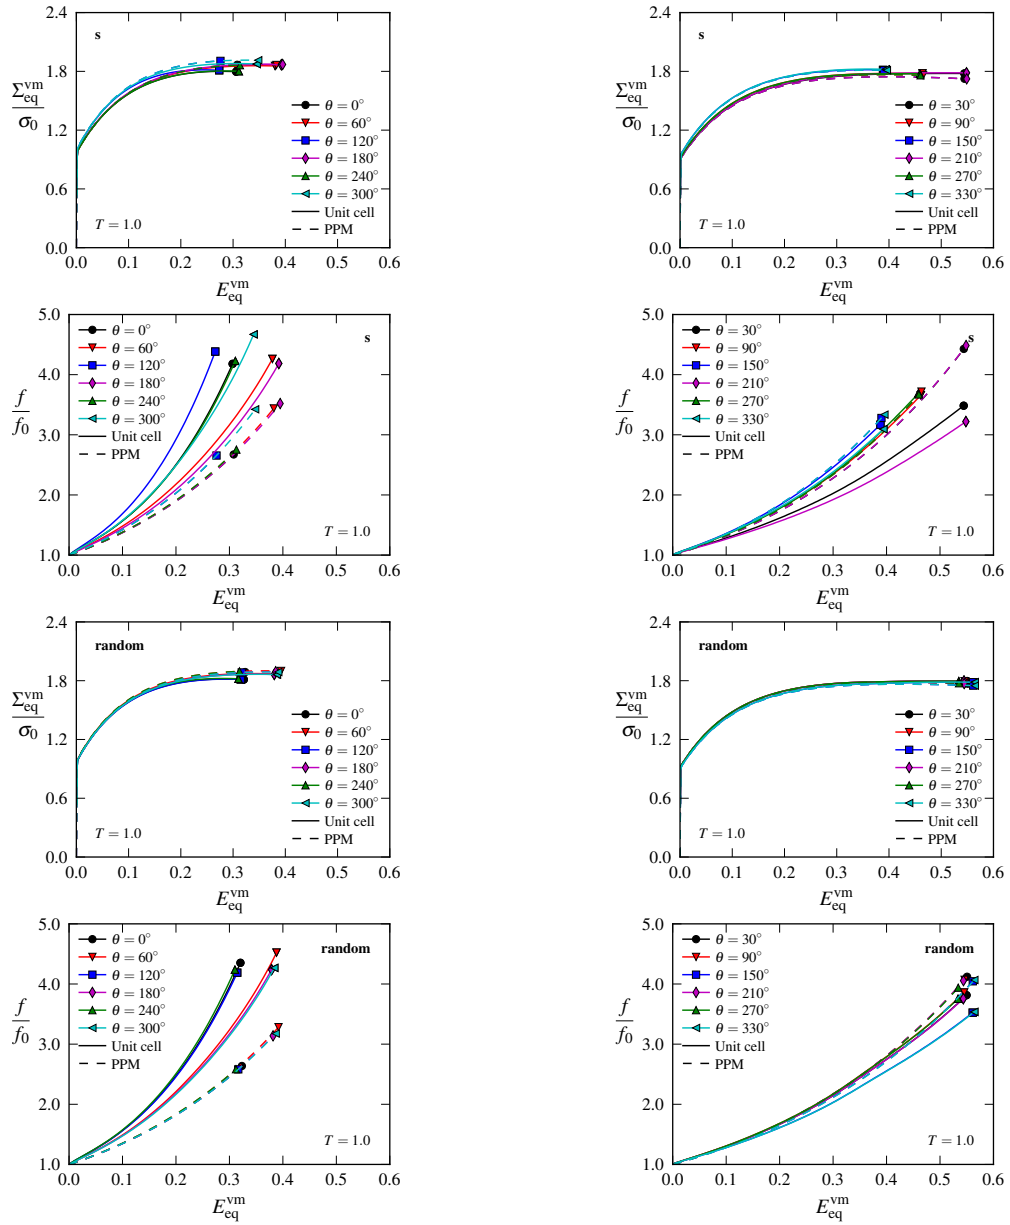 2.4
1.8
1.2
0.6
0.0
Σ_eq^vm / σ_0
s
θ = 0°
θ = 60°
θ = 120°
θ = 180°
θ = 240°
θ = 300°
Unit cell
PPM
T = 1.0
0.0 0.1 0.2 0.3 0.4 0.5 0.6
E_eq^vm
2.4
1.8
1.2
0.6
0.0
Σ_eq^vm / σ_0
s
θ = 30°
θ = 90°
θ = 150°
θ = 210°
θ = 270°
θ = 330°
Unit cell
PPM
T = 1.0
0.0 0.1 0.2 0.3 0.4 0.5 0.6
E_eq^vm
5.0
4.0
3.0
2.0
1.0
f / f_0
θ = 0°
θ = 60°
θ = 120°
θ = 180°
θ = 240°
θ = 300°
Unit cell
PPM
s
T = 1.0
0.0 0.1 0.2 0.3 0.4 0.5 0.6
E_eq^vm
5.0
4.0
3.0
2.0
1.0
f / f_0
θ = 30°
θ = 90°
θ = 150°
θ = 210°
θ = 270°
θ = 330°
Unit cell
PPM
s
T = 1.0
0.0 0.1 0.2 0.3 0.4 0.5 0.6
E_eq^vm
2.4
1.8
1.2
0.6
0.0
Σ_eq^vm / σ_0
random
θ = 0°
θ = 60°
θ = 120°
θ = 180°
θ = 240°
θ = 300°
Unit cell
PPM
T = 1.0
0.0 0.1 0.2 0.3 0.4 0.5 0.6
E_eq^vm
2.4
1.8
1.2
0.6
0.0
Σ_eq^vm / σ_0
random
θ = 30°
θ = 90°
θ = 150°
θ = 210°
θ = 270°
θ = 330°
Unit cell
PPM
T = 1.0
0.0 0.1 0.2 0.3 0.4 0.5 0.6
E_eq^vm
5.0
4.0
3.0
2.0
1.0
f / f_0
θ = 0°
θ = 60°
θ = 120°
θ = 180°
θ = 240°
θ = 300°
Unit cell
PPM
random
T = 1.0
0.0 0.1 0.2 0.3 0.4 0.5 0.6
E_eq^vm
5.0
4.0
3.0
2.0
1.0
f / f_0
θ = 30°
θ = 90°
θ = 150°
θ = 210°
θ = 270°
θ = 330°
Unit cell
PPM
random
T = 1.0
0.0 0.1 0.2 0.3 0.4 0.5 0.6
E_eq^vm